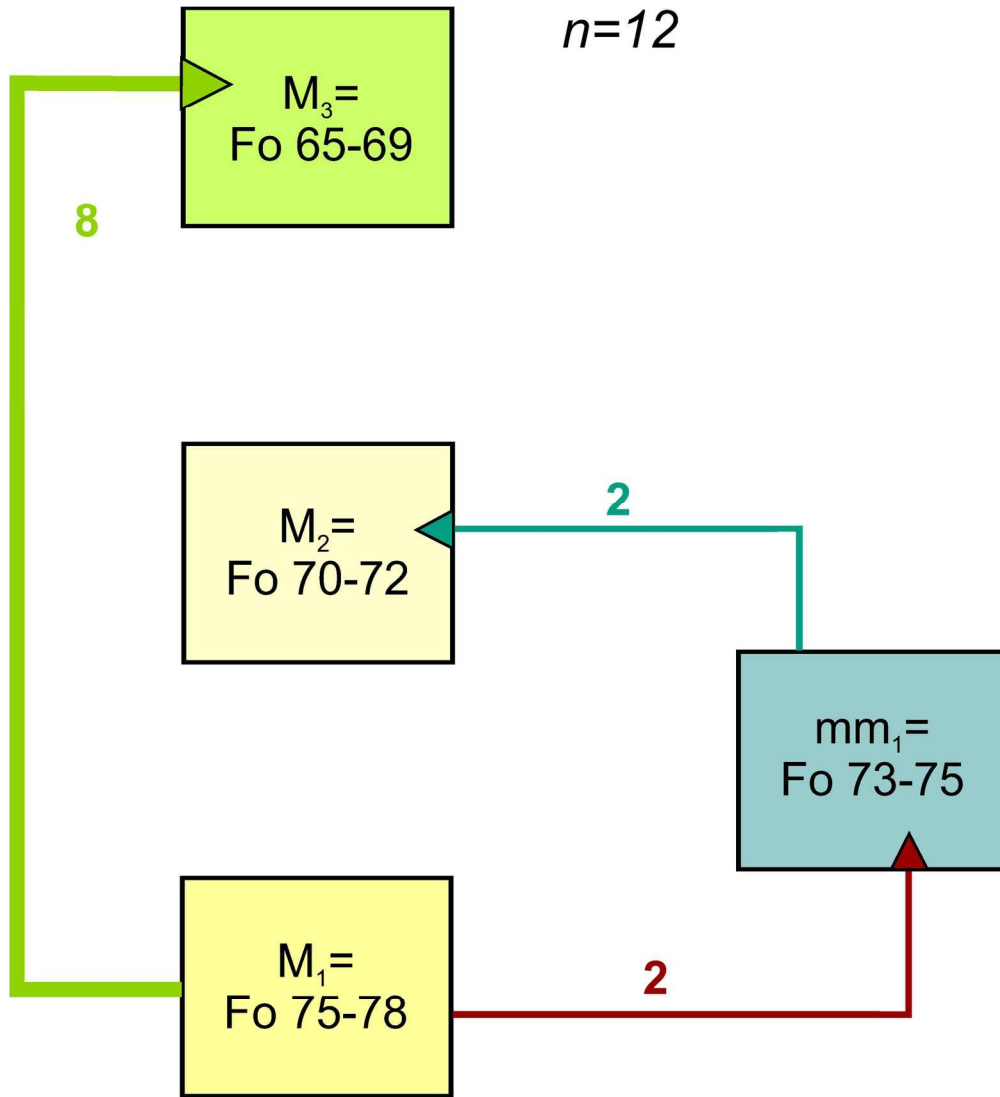 n=12
M₃=
Fo 65-69
8
M₂=
Fo 70-72
2
mm₁=
Fo 73-75
M₁=
Fo 75-78
2